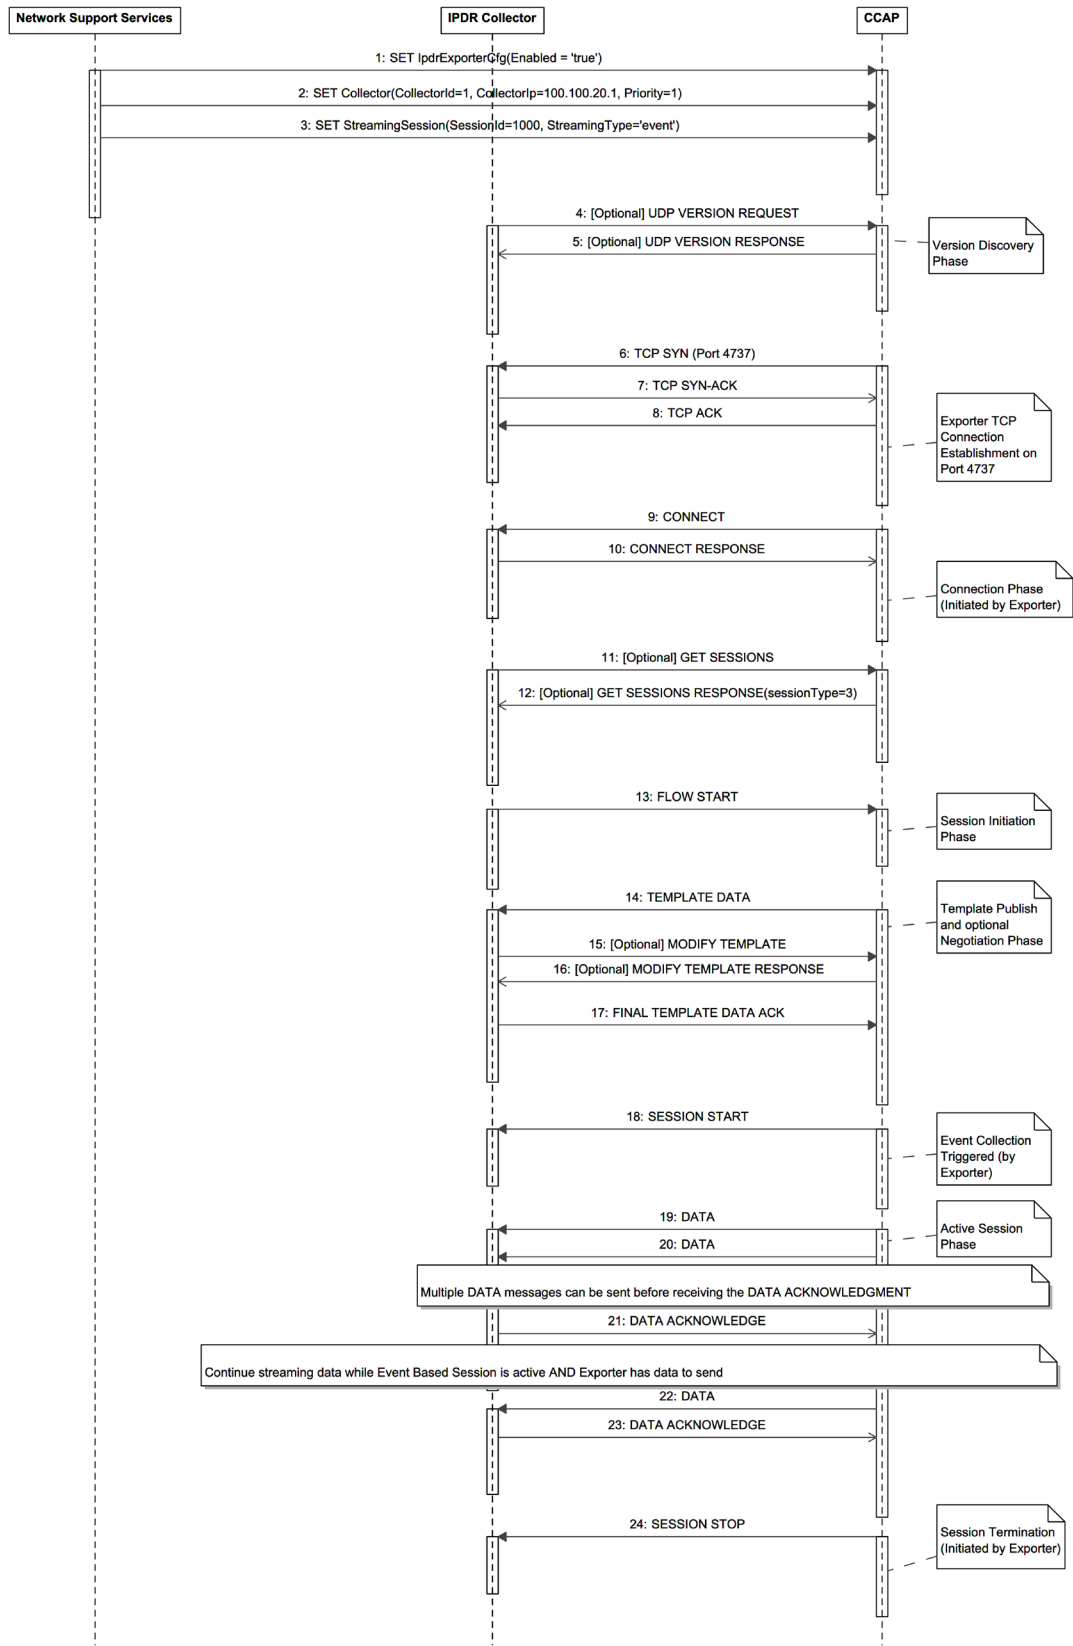 Network Support Services
IPDR Collector
CCAP
1: SET IpdrExporterCfg(Enabled = 'true')
2: SET Collector(CollectorId=1, CollectorIp=100.100.20.1, Priority=1)
3: SET StreamingSession(SessionId=1000, StreamingType='event')
4: [Optional] UDP VERSION REQUEST
5: [Optional] UDP VERSION RESPONSE
Version Discovery
Phase
6: TCP SYN (Port 4737)
7: TCP SYN-ACK
8: TCP ACK
Exporter TCP
Connection
Establishment on
Port 4737
9: CONNECT
10: CONNECT RESPONSE
Connection Phase
(Initiated by Exporter)
11: [Optional] GET SESSIONS
12: [Optional] GET SESSIONS RESPONSE(sessionType=3)
13: FLOW START
Session Initiation
Phase
14: TEMPLATE DATA
Template Publish
and optional
Negotiation Phase
15: [Optional] MODIFY TEMPLATE
16: [Optional] MODIFY TEMPLATE RESPONSE
17: FINAL TEMPLATE DATA ACK
18: SESSION START
Event Collection
Triggered (by
Exporter)
19: DATA
Active Session
Phase
20: DATA
Multiple DATA messages can be sent before receiving the DATA ACKNOWLEDGMENT
21: DATA ACKNOWLEDGE
Continue streaming data while Event Based Session is active AND Exporter has data to send
22: DATA
23: DATA ACKNOWLEDGE
24: SESSION STOP
Session Termination
(Initiated by Exporter)